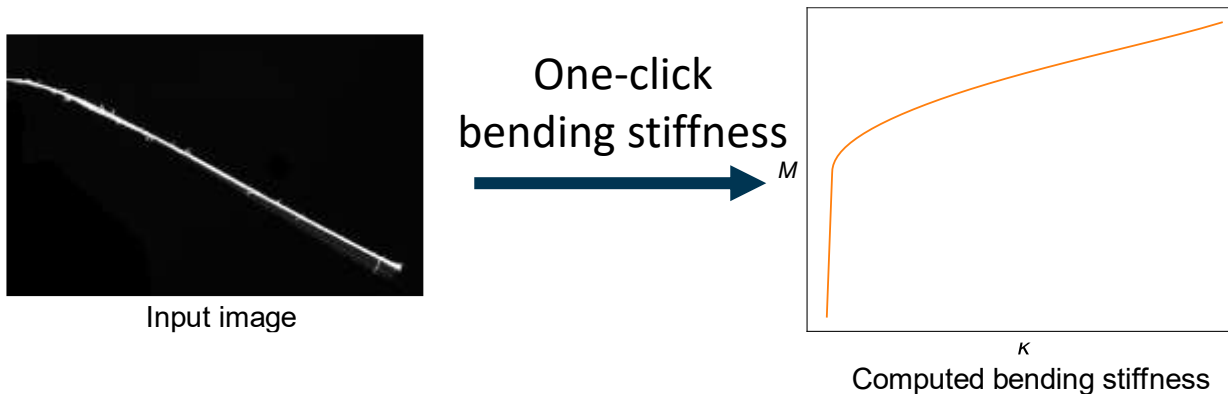 One-click
bending stiffness
M
Input image
κ
Computed bending stiffness